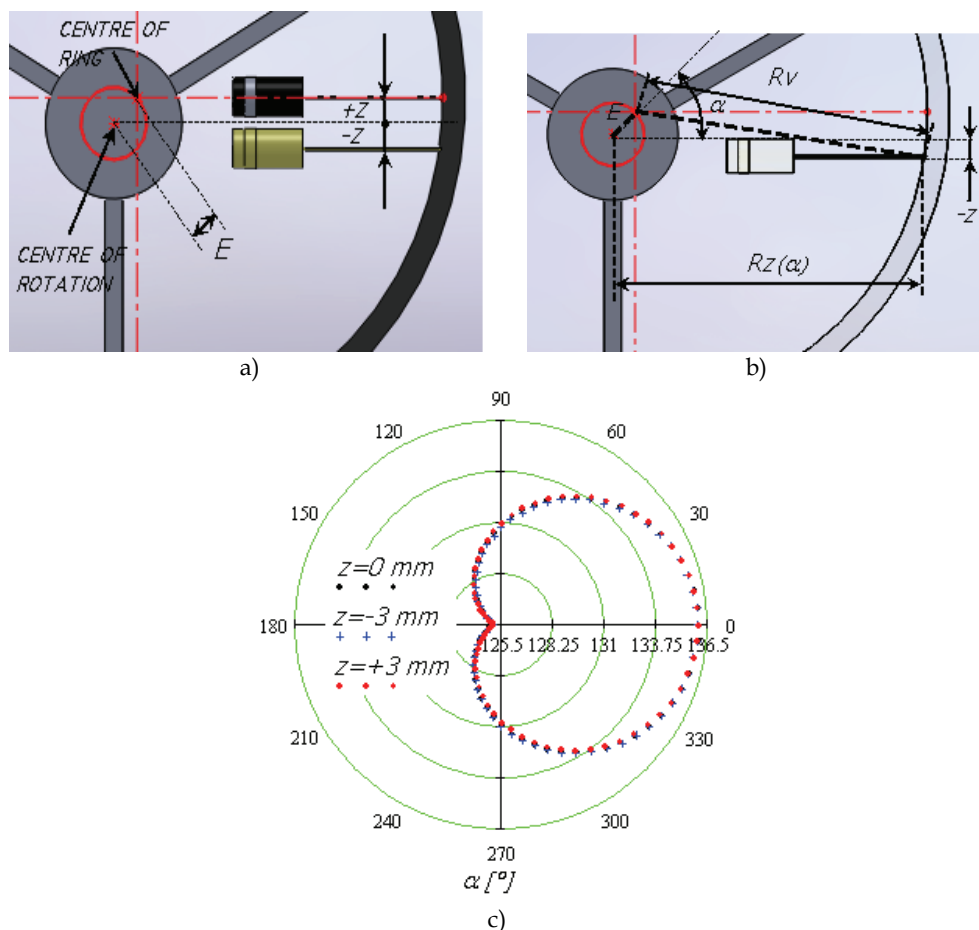 CENTRE OF
RING
+Z
-Z
E
CENTRE OF
ROTATION
a)
Rv
α
E
-z
Rz(α)
b)
90
120
60
150
30
z=0 mm
z=-3 mm
180
125.5 128.25 131 133.75 136.5
0
z=+3 mm
210
330
240
300
270
α [°]
c)